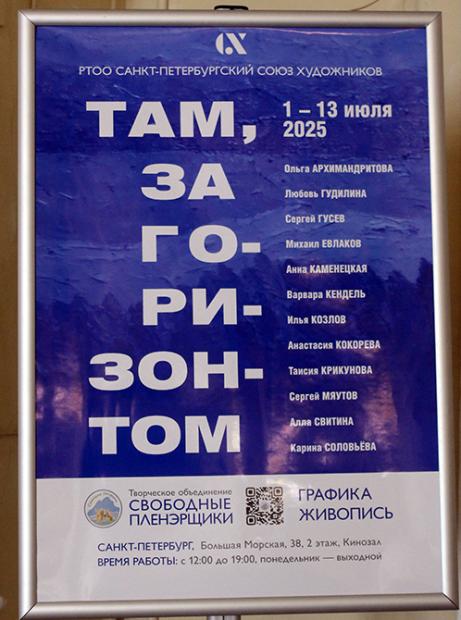 РТОО САНКТ-ПЕТЕРБУРГСКИЙ СОЮЗ ХУДОЖНИКОВ
ТАМ,
ЗА
ГО-
РИ-
ЗОН-
ТОМ
1 – 13 июля
2025
Ольга АРХИМАНДРИТОВА
Любовь ГУДИЛИНА
Сергей ГУСЕВ
Михаил ЕВЛАКОВ
Анна КАМЕНЕЦКАЯ
Варвара КЕНДЕЛЬ
Илья КОЗЛОВ
Анастасия КОКОРЕВА
Таисия КРИКУНОВА
Сергей МЯУТОВ
Алла СВИТИНА
Карина СОЛОВЬЁВА
Творческое объединение
СВОБОДНЫЕ
ПЛЕНЭРЩИКИ
ГРАФИКА
ЖИВОПИСЬ
САНКТ-ПЕТЕРБУРГ, Большая Морская, 38, 2 этаж, Кинозал
ВРЕМЯ РАБОТЫ: с 12:00 до 19:00, понедельник — выходной